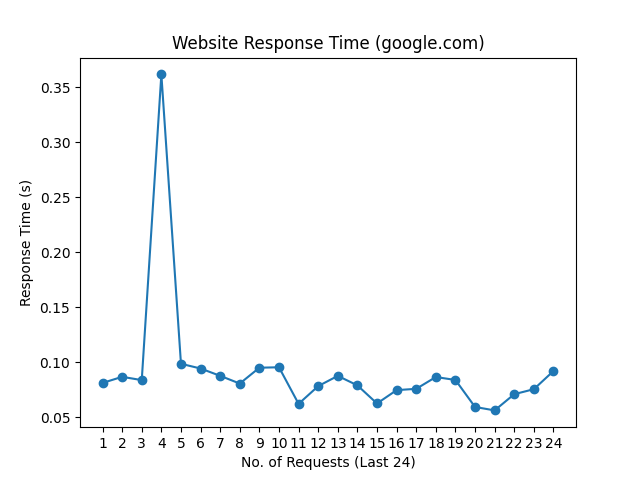 Website Response Time (google.com)
0.35
0.30
0.25
0.20
0.15
0.10
0.05
Response Time (s)
1 2 3 4 5 6 7 8 9 10 11 12 13 14 15 16 17 18 19 20 21 22 23 24
No. of Requests (Last 24)